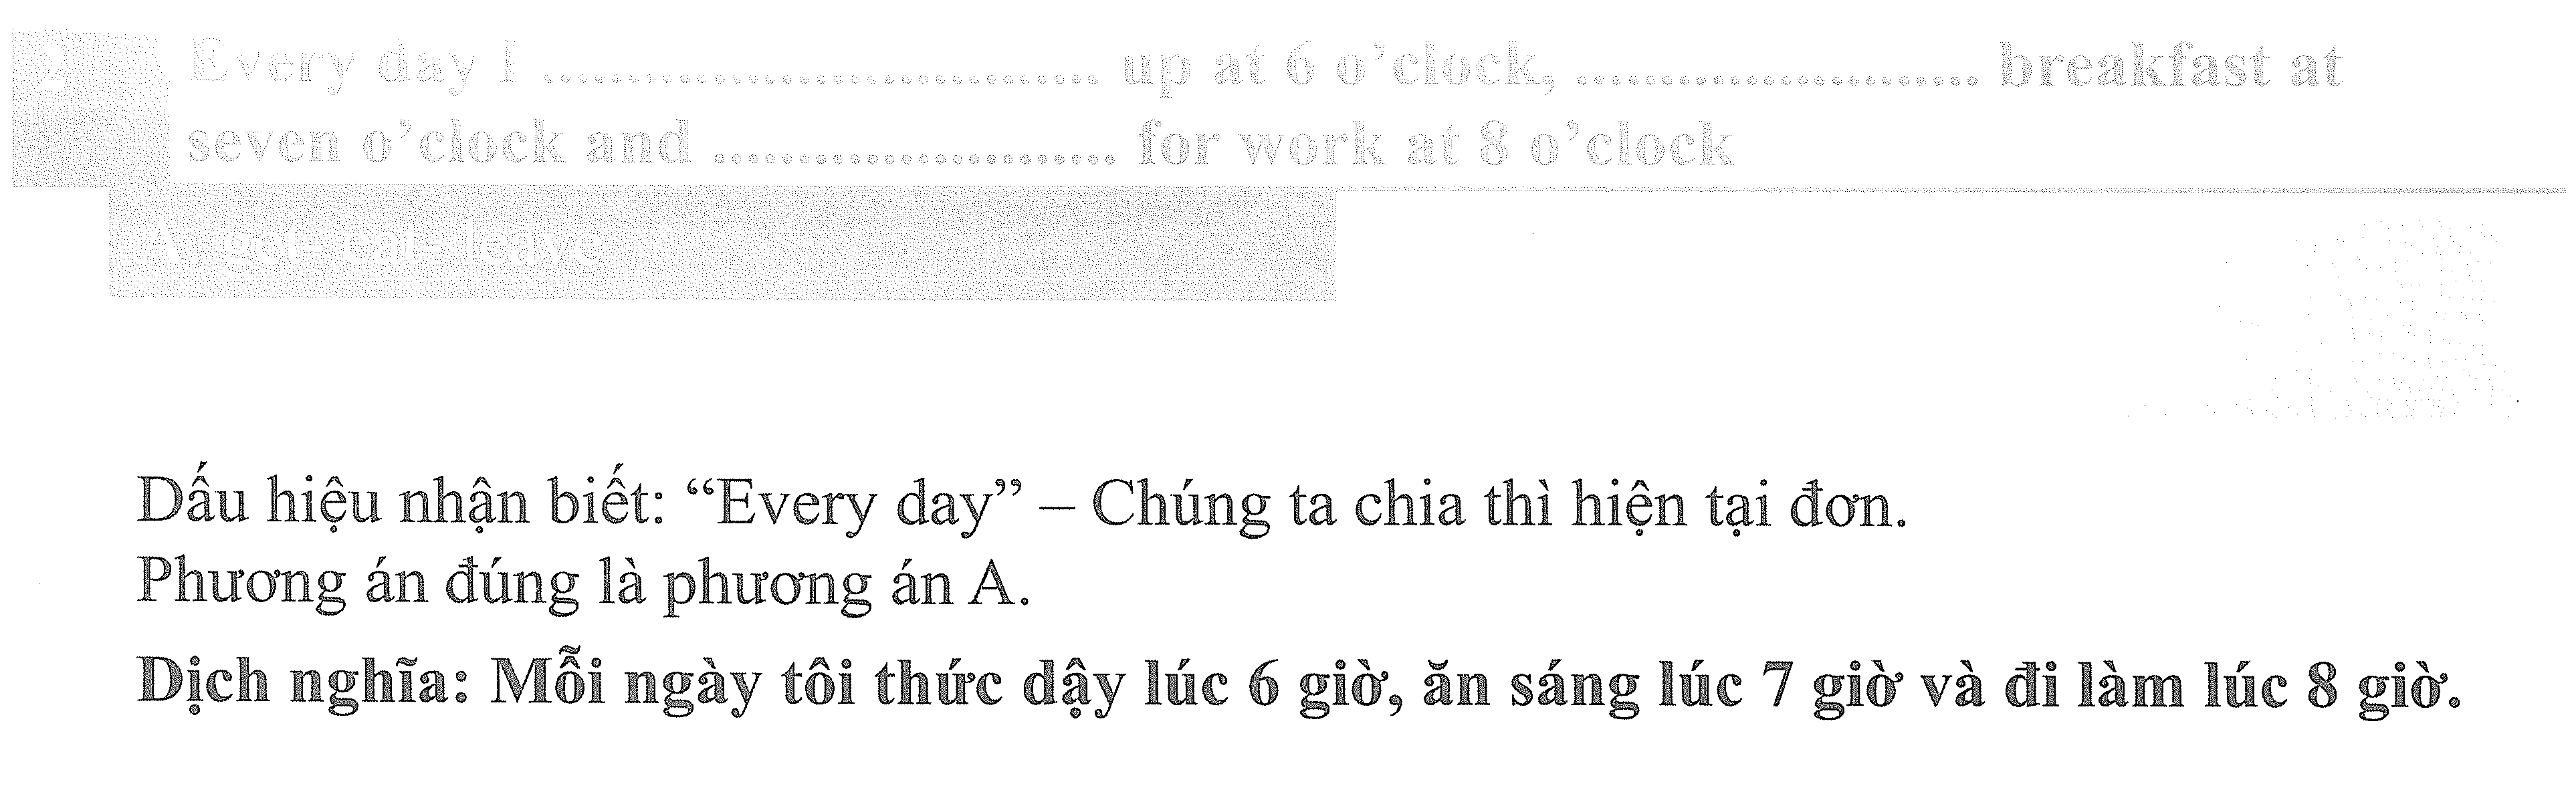 2 Every day I ................................. up at 6 o’clock, ........................ breakfast at
seven o’clock and ........................ for work at 8 o’clock
A. get- eat- leave
Dấu hiệu nhận biết: “Every day” – Chúng ta chia thì hiện tại đơn.
Phương án đúng là phương án A.
Dịch nghĩa: Mỗi ngày tôi thức dậy lúc 6 giờ, ăn sáng lúc 7 giờ và đi làm lúc 8 giờ.